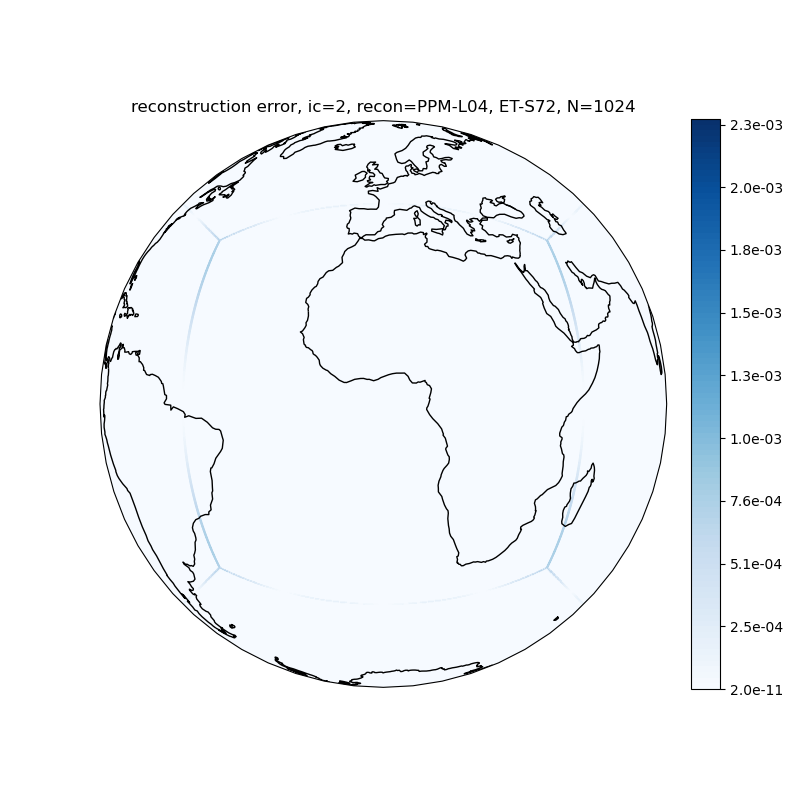 reconstruction error, ic=2, recon=PPM-L04, ET-S72, N=1024
2.3e-03
2.0e-03
1.8e-03
1.5e-03
1.3e-03
1.0e-03
7.6e-04
5.1e-04
2.5e-04
2.0e-11